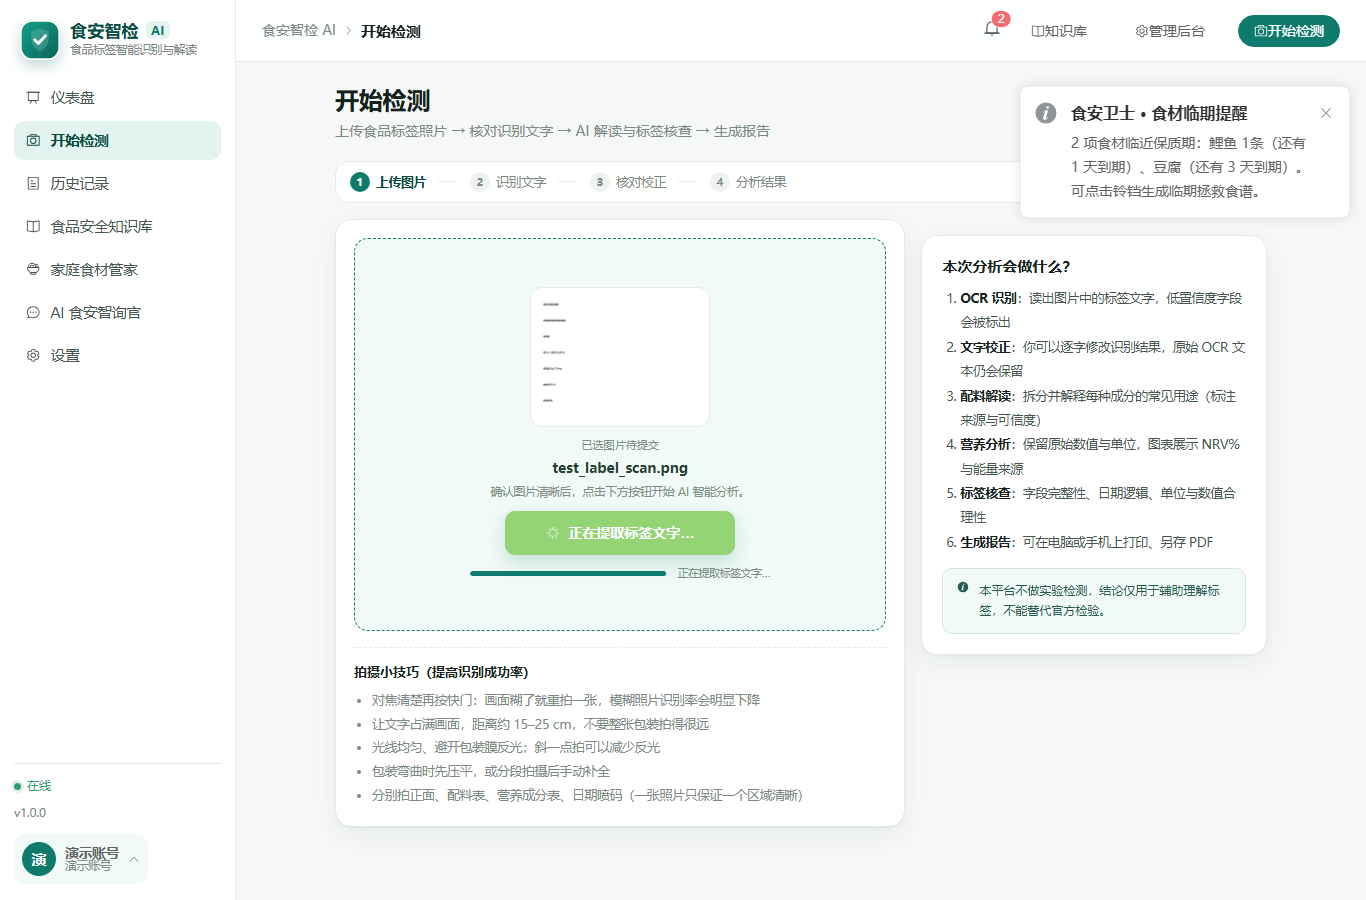 食安智检 AI
食品标签智能识别与解读
仪表盘
开始检测
历史记录
食品安全知识库
家庭食材管家
AI 食安智询官
设置
在线
v1.0.0
演
演示账号
演示账号
食安智检 AI > 开始检测
2
知识库
管理后台
开始检测
开始检测
上传食品标签照片 → 核对识别文字 → AI 解读与标签核查 → 生成报告
1 上传图片
2 识别文字
3 核对校正
4 分析结果
食安卫士 • 食材临期提醒
2 项食材临近保质期：鲤鱼 1条（还有
1 天到期）、豆腐（还有 3 天到期）。
可点击铃铛生成临期拯救食谱。
已选图片待提交
test_label_scan.png
确认图片清晰后，点击下方按钮开始 AI 智能分析。
正在提取标签文字...
正在提取标签文字...
拍摄小技巧（提高识别成功率）
• 对焦清楚再按快门：画面糊了就重拍一张，模糊照片识别率会明显下降
• 让文字占满画面，距离约 15–25 cm，不要整张包装拍得很远
• 光线均匀、避开包装膜反光；斜一点拍可以减少反光
• 包装弯曲时先压平，或分段拍摄后手动补全
• 分别拍正面、配料表、营养成分表、日期喷码（一张照片只保证一个区域清晰）
本次分析会做什么？
1. OCR 识别：读出图片中的标签文字，低置信度字段
会被标出
2. 文字校正：你可以逐字修改识别结果，原始 OCR 文
本仍会保留
3. 配料解读：拆分并解释每种成分的常见用途（标注
来源与可信度）
4. 营养分析：保留原始数值与单位，图表展示 NRV%
与能量来源
5. 标签核查：字段完整性、日期逻辑、单位与数值合
理性
6. 生成报告：可在电脑或手机上打印、另存 PDF
本平台不做实验检测，结论仅用于辅助理解标
签，不能替代官方检验。